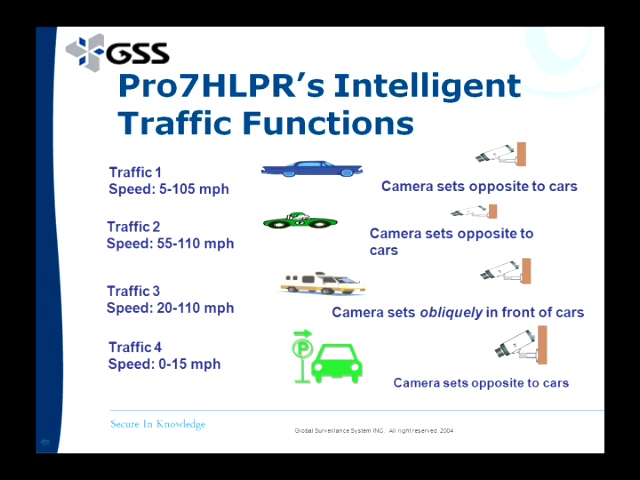 GSS
Pro7HLPR's Intelligent
Traffic Functions
Traffic 1
Speed: 5-105 mph
Camera sets opposite to cars
Traffic 2
Speed: 55-110 mph
Camera sets opposite to
cars
Traffic 3
Speed: 20-110 mph
Camera sets obliquely in front of cars
Traffic 4
Speed: 0-15 mph
P
Camera sets opposite to cars
Secure In Knowledge
Global Surveillance System INC. All right reserved. 2004